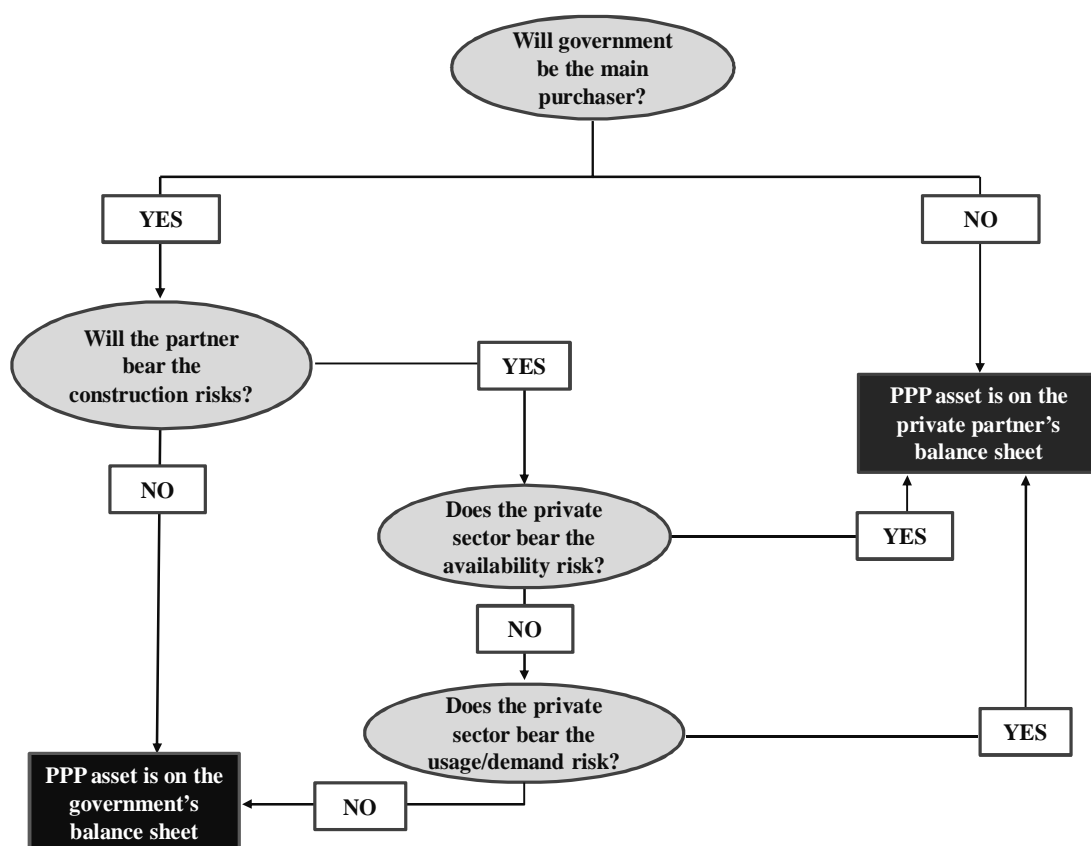 Will government
be the main
purchaser?
YES
NO
Will the partner
bear the
construction risks?
YES
PPP asset is on the
private partner’s
balance sheet
NO
Does the private
sector bear the
availability risk?
YES
NO
Does the private
sector bear the
usage/demand risk?
YES
PPP asset is on the
government’s
balance sheet
NO